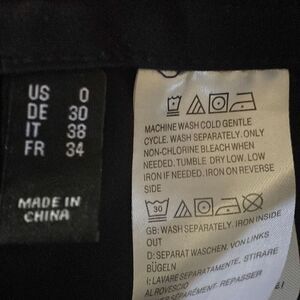 US 0
DE 30
IT 38
FR 34
MADE IN
CHINA
MACHINE WASH COLD GENTLE
CYCLE. WASH SEPARATELY. ONLY
NON-CHLORINE BLEACH WHEN
NEEDED. TUMBLE DRY LOW. LOW
IRON IF NEEDED. IRON ON REVERSE
SIDE
30
GB: WASH SEPARATELY. IRON INSIDE
OUT
D: SEPARAT WASCHEN. VON LINKS
BÜGELN
I: LAVARE SEPARATAMENTE. STIRARE
AL ROVESCIO
SÉPARÉMENT. REPASSER